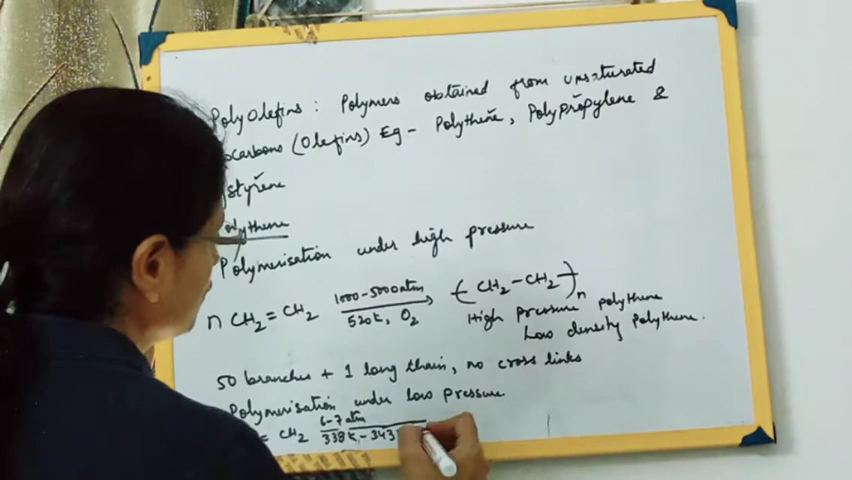 PolyOlefins : Polymers obtained from unsaturated
ocarbons (Olefins) Eg - Polythene, Polypropylene &
styrene
olythene
Polymerisation under high pressure
n CH2 = CH2 1000-5000atm 520k, O2 ( CH2 - CH2 )n
High pressure polythene
Low density polythene.
50 branches + 1 long chain, no cross links
Polymerisation under low pressure
= CH2 6-7 atm 338k - 343